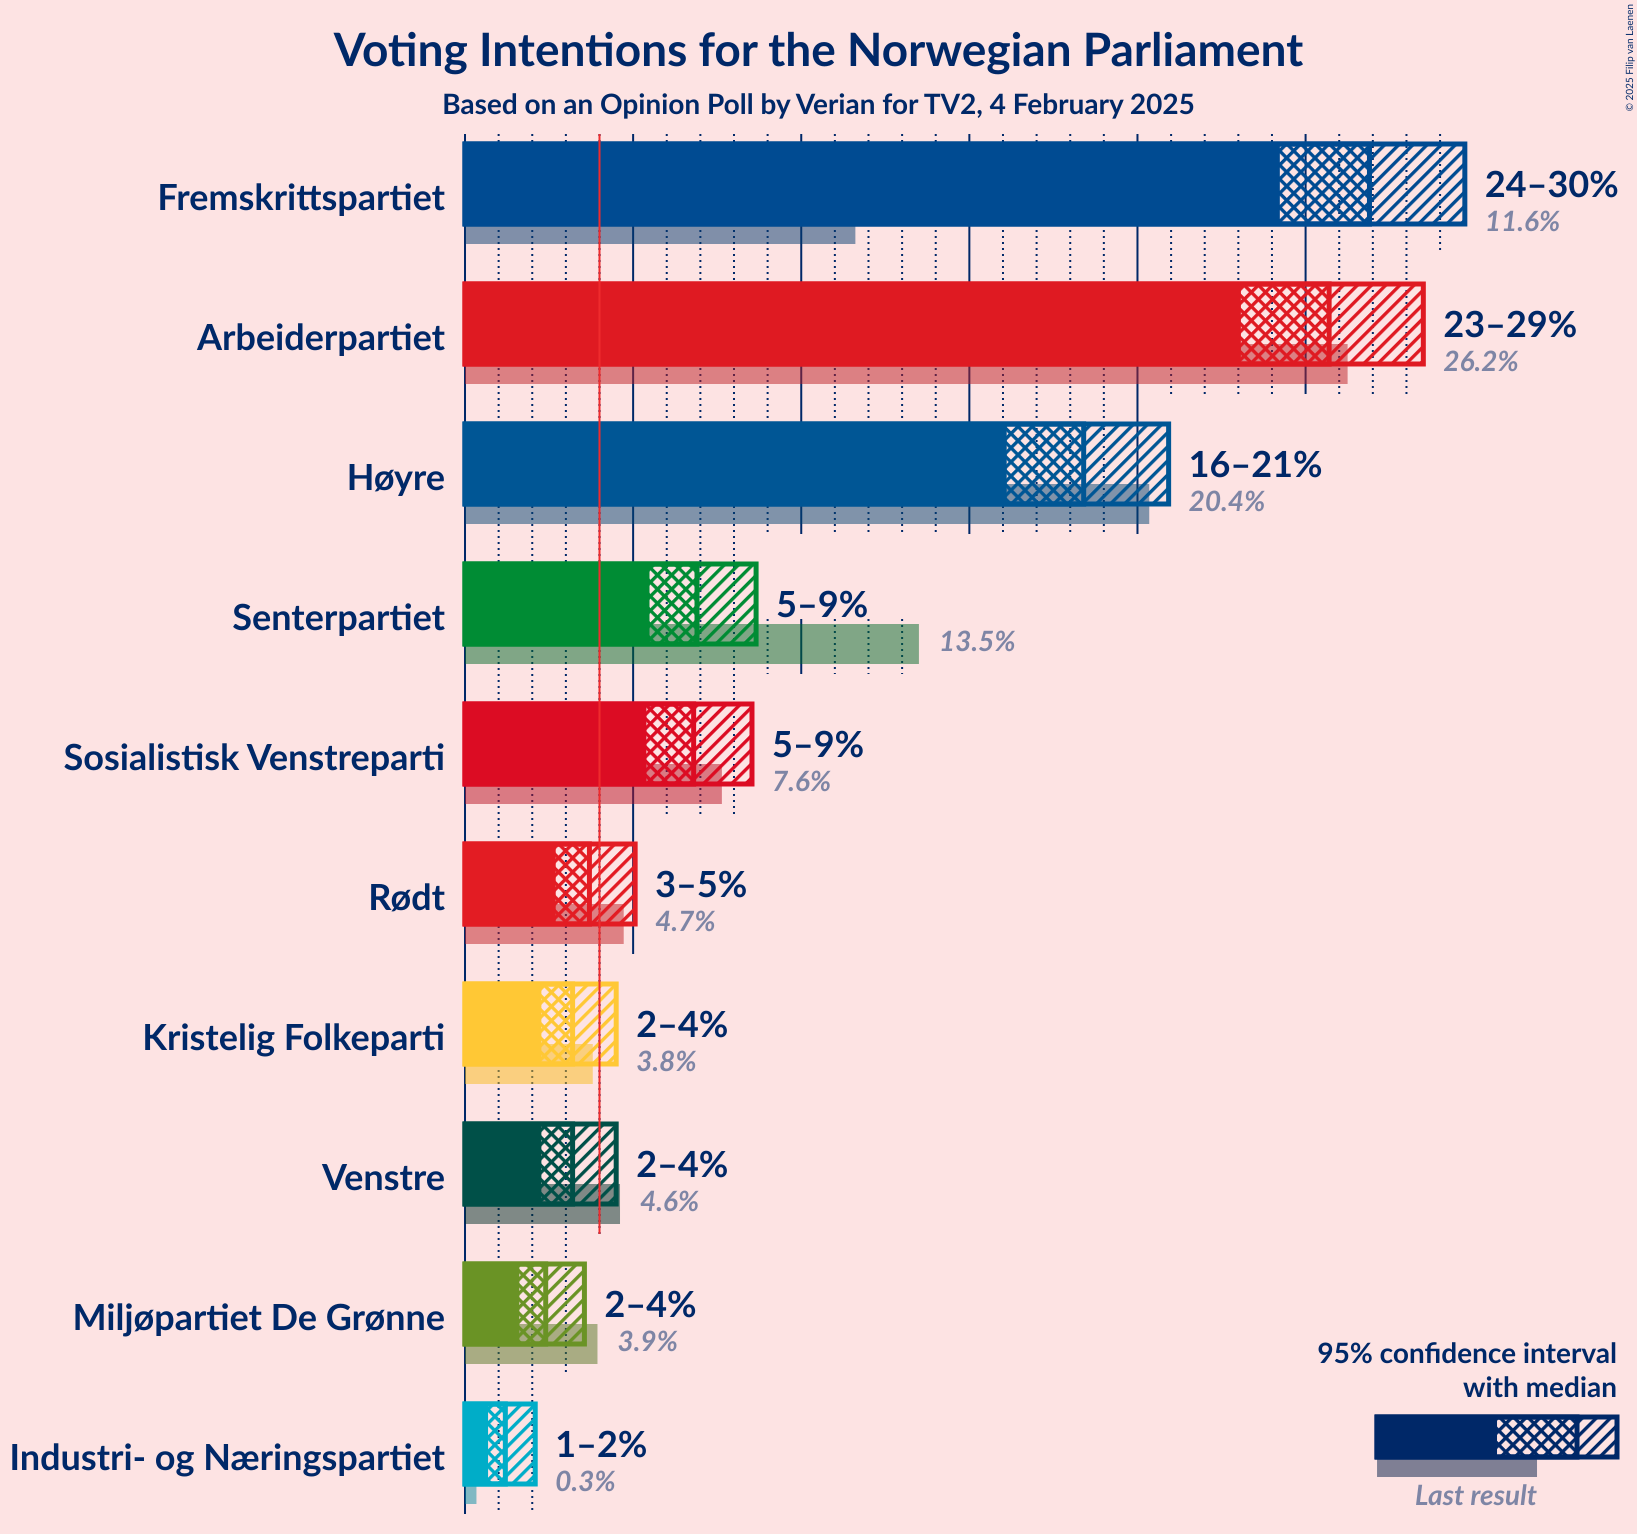 Voting Intentions for the Norwegian Parliament
Based on an Opinion Poll by Verian for TV2, 4 February 2025
© 2025 Filip van Laenen
Fremskrittspartiet
24–30%
11.6%
Arbeiderpartiet
23–29%
26.2%
Høyre
16–21%
20.4%
Senterpartiet
5–9%
13.5%
Sosialistisk Venstreparti
5–9%
7.6%
Rødt
3–5%
4.7%
Kristelig Folkeparti
2–4%
3.8%
Venstre
2–4%
4.6%
Miljøpartiet De Grønne
2–4%
3.9%
Industri- og Næringspartiet
1–2%
0.3%
95% confidence interval
with median
Last result